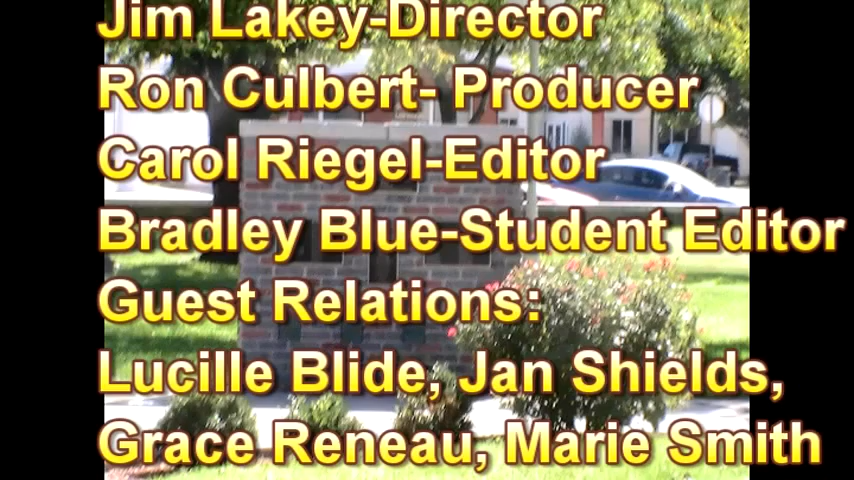 Jim Lakey-Director
Ron Culbert- Producer
Carol Riegel-Editor
Bradley Blue-Student Editor
Guest Relations:
Lucille Blide, Jan Shields,
Grace Reneau, Marie Smith